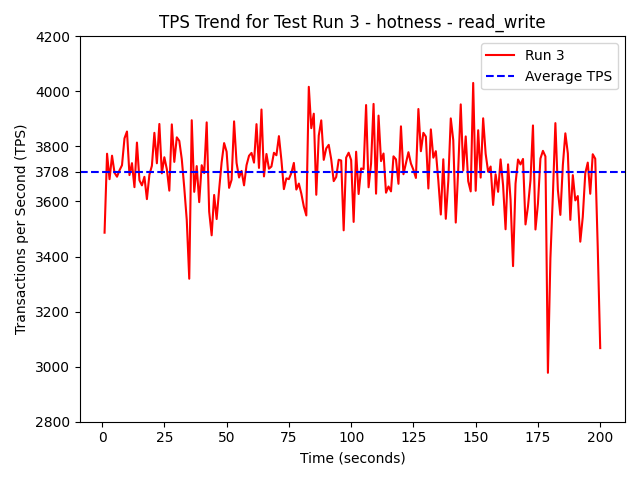 TPS Trend for Test Run 3 - hotness - read_write
Run 3
Average TPS
Transactions per Second (TPS)
4200
4000
3800
3708
3600
3400
3200
3000
2800
0 25 50 75 100 125 150 175 200
Time (seconds)